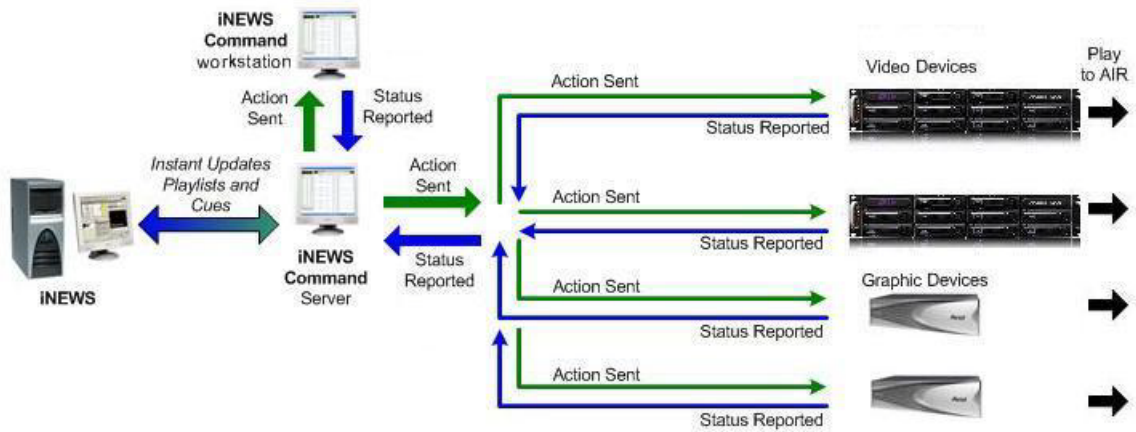 iNEWS
Command
workstation
Action
Sent
Status
Reported
Instant Updates
Playlists and
Cues
iNEWS
iNEWS
Command
Server
Action
Sent
Status
Reported
Action Sent
Status Reported
Action Sent
Status Reported
Action Sent
Status Reported
Action Sent
Status Reported
Video Devices
Graphic Devices
Play
to AIR
Avid
Avid